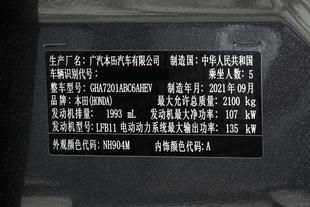 制造公司：广汽本田汽车有限公司 制造国：中华人民共和国
车辆识别代号： 乘坐人数：5
整车型号：GHA7201ABC6AHEV 制造年月：2021年09月
品牌：本田(HONDA) 最大允许总质量：2100 kg
发动机排量：1993 mL 发动机最大净功率：107 kW
发动机型号：LFB11 电动动力系统最大输出功率：135 kW
外观颜色代码：NH904M 内饰颜色代码：A